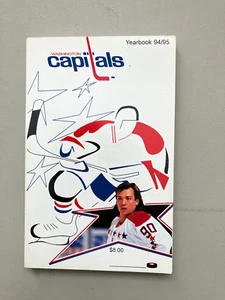 Yearbook 94/95
WASHINGTON
capitals
90
$8.00